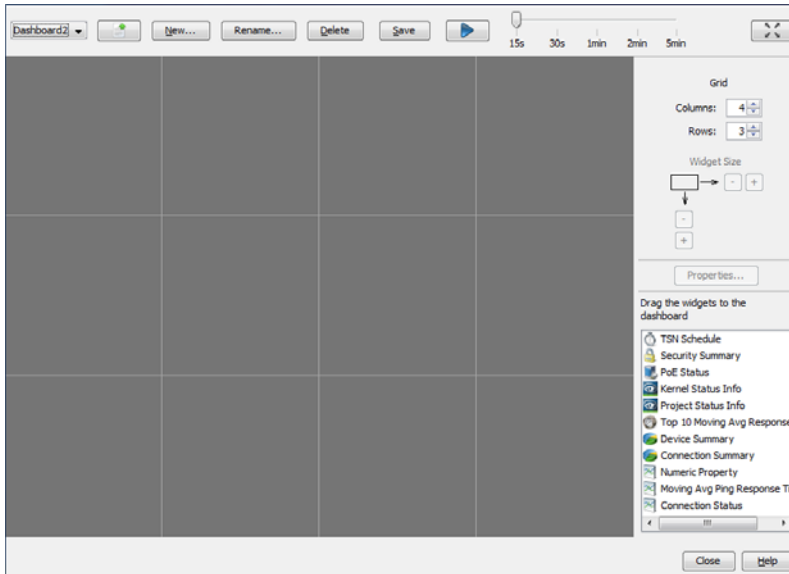 Dashboard2 New... Rename... Delete Save
15s 30s 1min 2min 5min
Grid
Columns: 4
Rows: 3
Widget Size
- +
-
+
Properties...
Drag the widgets to the
dashboard
TSN Schedule
Security Summary
PoE Status
Kernel Status Info
Project Status Info
Top 10 Moving Avg Response
Device Summary
Connection Summary
Numeric Property
Moving Avg Ping Response Ti
Connection Status
Close Help